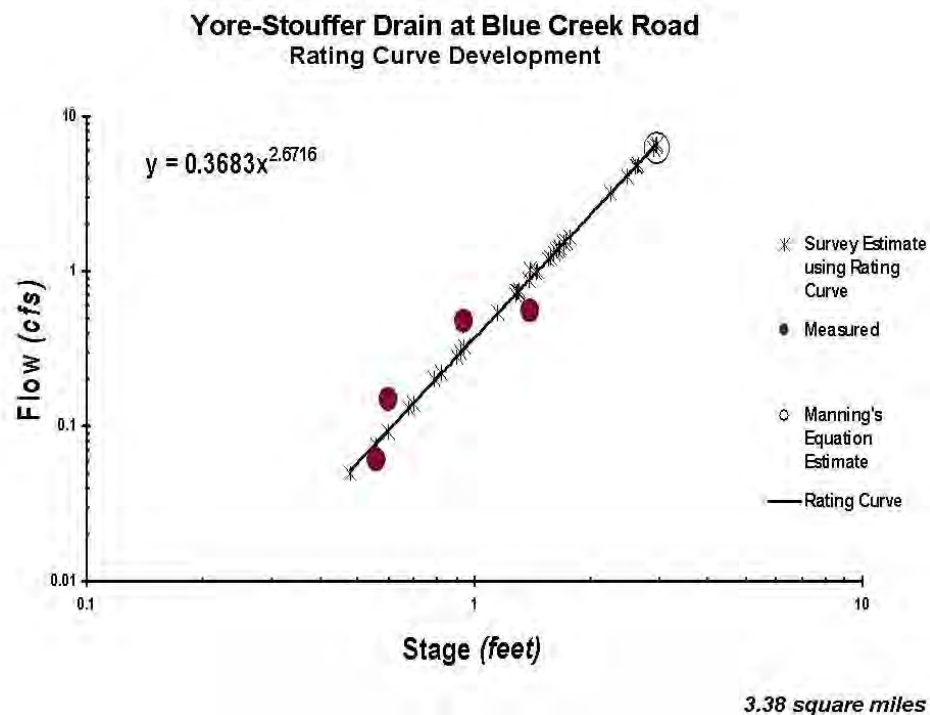 Yore-Stouffer Drain at Blue Creek Road
Rating Curve Development
y = 0.3683x^2.6716
10
1
0.1
0.01
Flow (cfs)
0.1
1
10
Stage (feet)
Survey Estimate
using Rating
Curve
Measured
Manning's
Equation
Estimate
Rating Curve
3.38 square miles